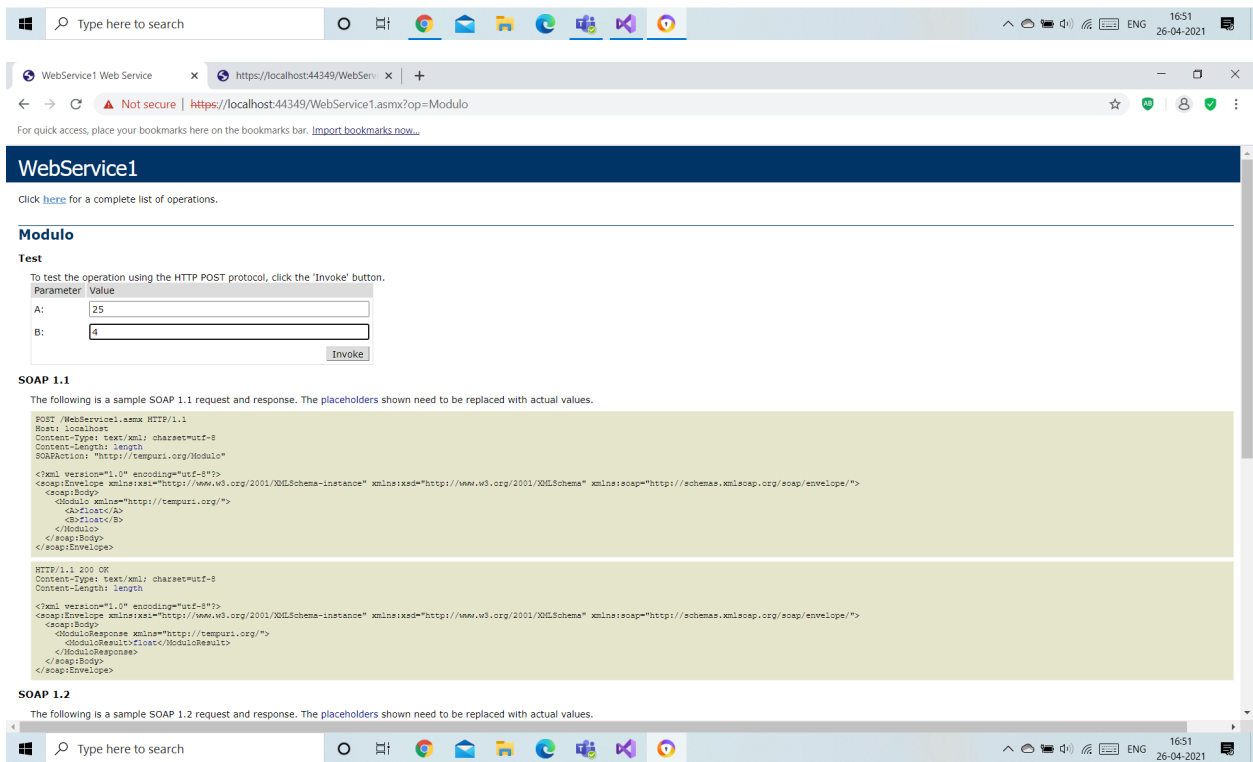 Type here to search
ENG
16:51
26-04-2021
WebService1 Web Service
https://localhost:44349/WebServi
Not secure | https://localhost:44349/WebService1.asmx?op=Modulo
AB
For quick access, place your bookmarks here on the bookmarks bar. Import bookmarks now...
WebService1
Click here for a complete list of operations.
Modulo
Test
To test the operation using the HTTP POST protocol, click the 'Invoke' button.
Parameter Value
A: 25
B: 4
Invoke
SOAP 1.1
The following is a sample SOAP 1.1 request and response. The placeholders shown need to be replaced with actual values.
POST /WebService1.asmx HTTP/1.1
Host: localhost
Content-Type: text/xml; charset=utf-8
Content-Length: length
SOAPAction: "http://tempuri.org/Modulo"
<?xml version="1.0" encoding="utf-8"?>
<soap:Envelope xmlns:xsi="http://www.w3.org/2001/XMLSchema-instance" xmlns:xsd="http://www.w3.org/2001/XMLSchema" xmlns:soap="http://schemas.xmlsoap.org/soap/envelope/">
<soap:Body>
<Modulo xmlns="http://tempuri.org/">
<A>float</A>
<B>float</B>
</Modulo>
</soap:Body>
</soap:Envelope>
HTTP/1.1 200 OK
Content-Type: text/xml; charset=utf-8
Content-Length: length
<?xml version="1.0" encoding="utf-8"?>
<soap:Envelope xmlns:xsi="http://www.w3.org/2001/XMLSchema-instance" xmlns:xsd="http://www.w3.org/2001/XMLSchema" xmlns:soap="http://schemas.xmlsoap.org/soap/envelope/">
<soap:Body>
<ModuloResponse xmlns="http://tempuri.org/">
<ModuloResult>float</ModuloResult>
</ModuloResponse>
</soap:Body>
</soap:Envelope>
SOAP 1.2
The following is a sample SOAP 1.2 request and response. The placeholders shown need to be replaced with actual values.
Type here to search
ENG
16:51
26-04-2021